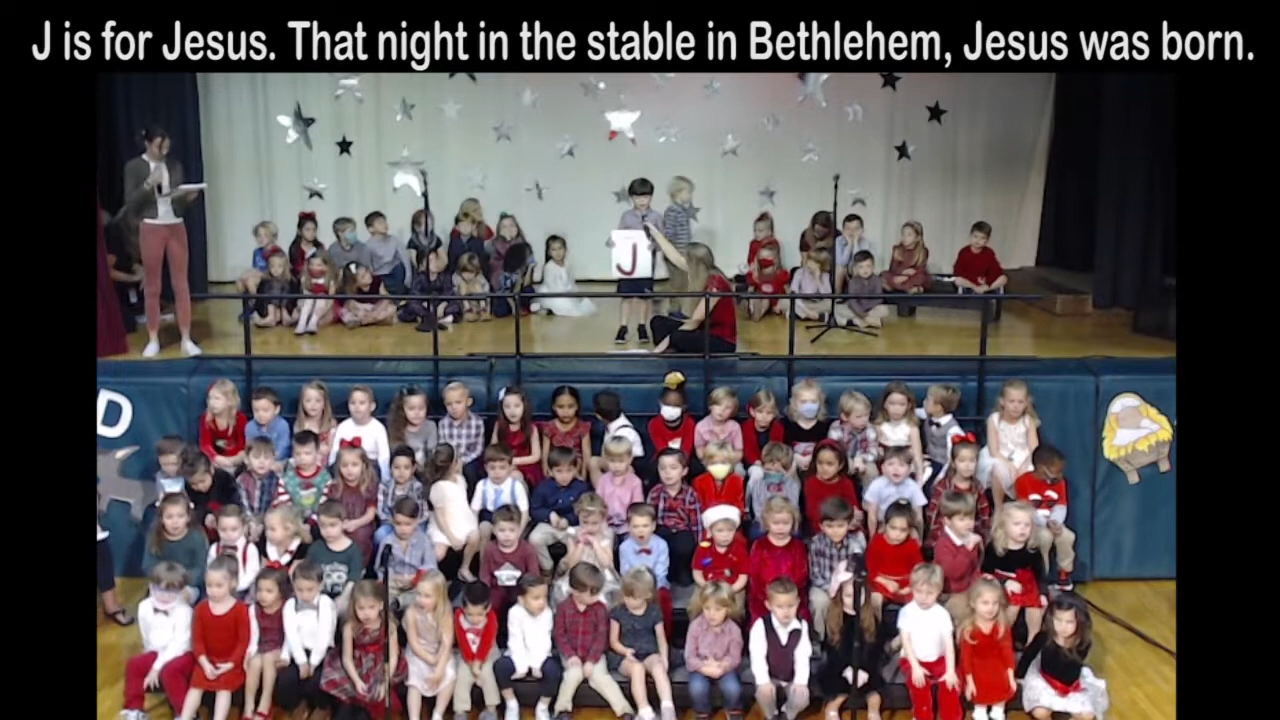 J is for Jesus. That night in the stable in Bethlehem, Jesus was born.
J
D